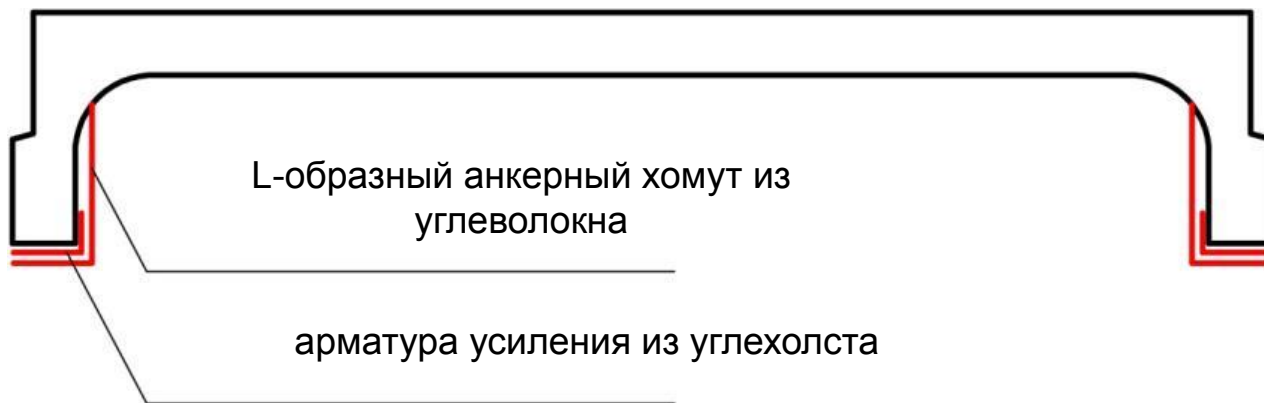 L-образный анкерный хомут из
углеволокна
арматура усиления из углехолста